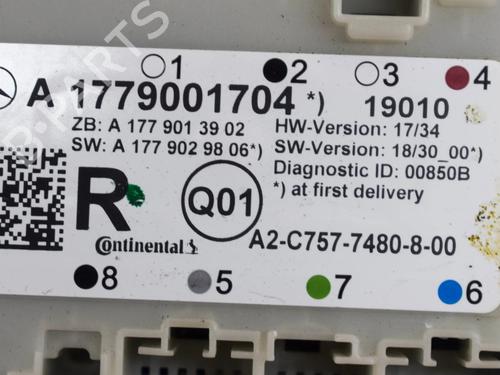 1 2 3 4
A 1779001704 *) 19010
ZB: A 177 901 39 02 HW-Version: 17/34
SW: A 177 902 98 06*) SW-Version: 18/30_00*)
Diagnostic ID: 00850B
*) at first delivery
R Q01
Continental A2-C757-7480-8-00
8 5 7 6